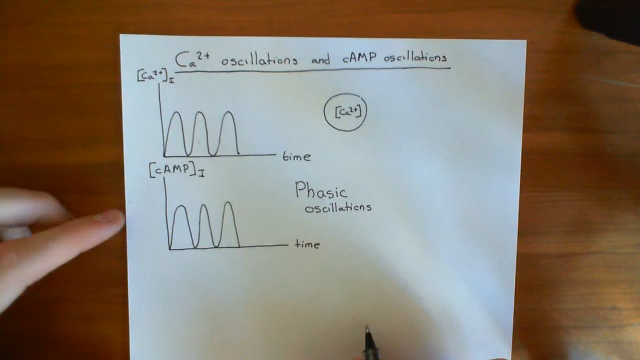 Ca²⁺ oscillations and cAMP oscillations
[Ca²⁺]I
[Ca²⁺]
time
[cAMP]I
Phasic
oscillations
time